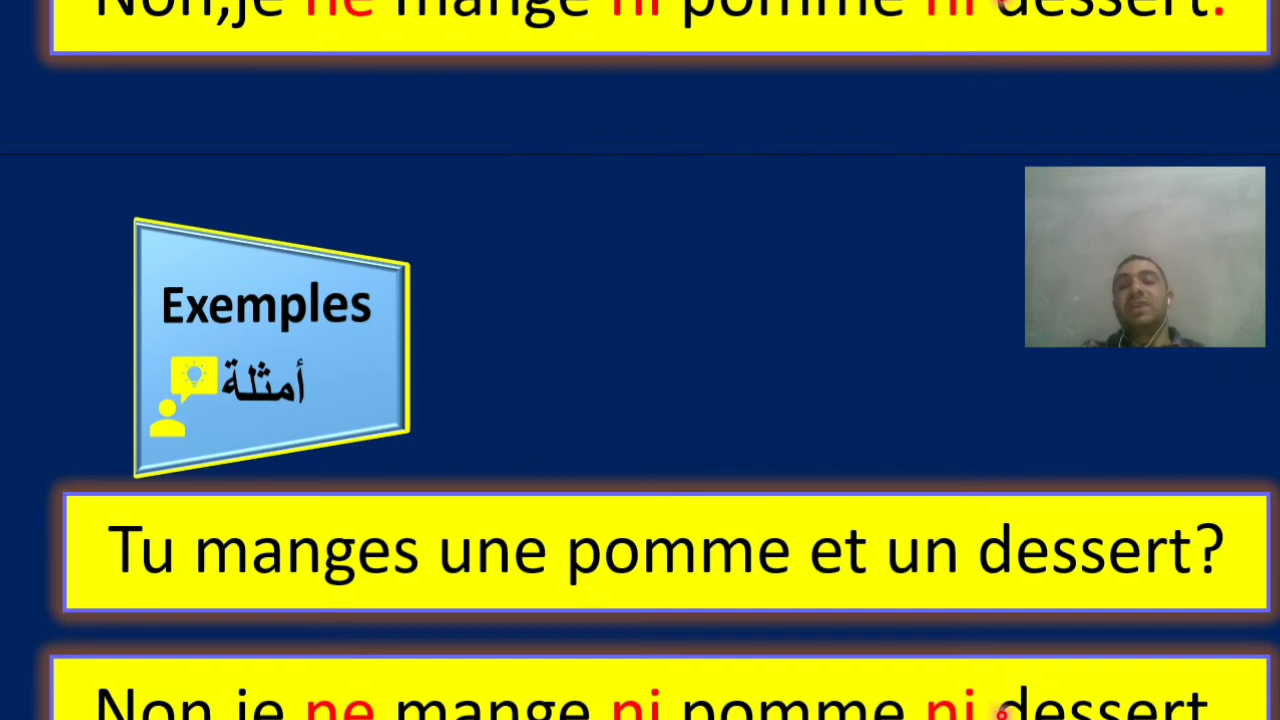 Non,je ne mange ni pomme ni dessert.
Exemples
أمثلة
Tu manges une pomme et un dessert?
Non,je ne mange ni pomme ni dessert.